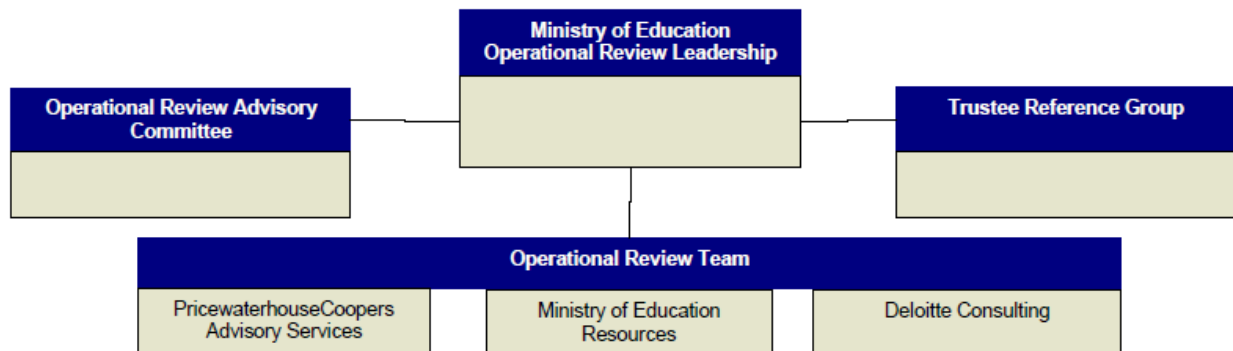 Ministry of Education
Operational Review Leadership
Operational Review Advisory
Committee
Trustee Reference Group
Operational Review Team
PricewaterhouseCoopers
Advisory Services
Ministry of Education
Resources
Deloitte Consulting